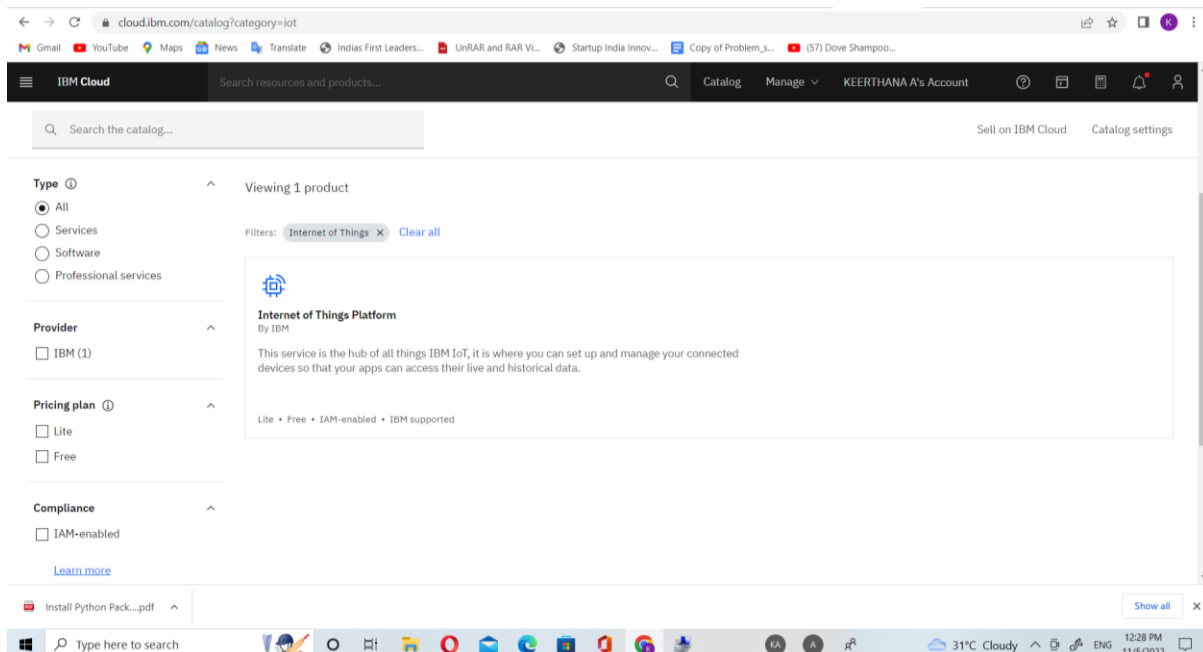 cloud.ibm.com/catalog?category=iot
K
Gmail YouTube Maps News Translate Indias First Leaders... UnRAR and RAR Vi... Startup India Innov... Copy of Problem_s... (57) Dove Shampoo...
IBM Cloud Search resources and products... Catalog Manage KEERTHANA A's Account
Search the catalog... Sell on IBM Cloud Catalog settings
Type
All
Services
Software
Professional services
Provider
IBM (1)
Pricing plan
Lite
Free
Compliance
IAM-enabled
Learn more
Viewing 1 product
Filters: Internet of Things × Clear all
Internet of Things Platform
By IBM
This service is the hub of all things IBM IoT, it is where you can set up and manage your connected
devices so that your apps can access their live and historical data.
Lite • Free • IAM-enabled • IBM supported
Install Python Pack....pdf Show all
Type here to search KA A 31°C Cloudy ENG 12:28 PM
11/5/2022